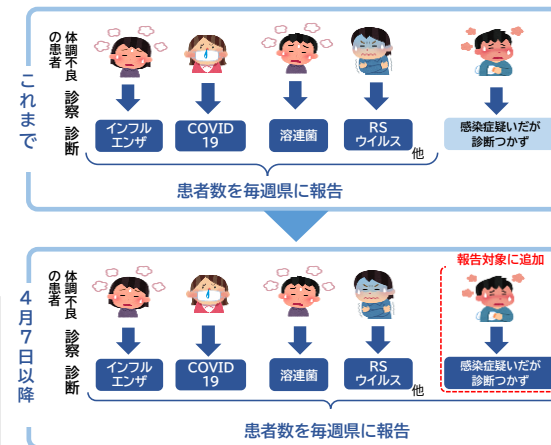 これまで
体調不良
の患者
診察
診断
インフル
エンザ
COVID
19
溶連菌
RS
ウイルス
他
感染症疑いだが
診断つかず
患者数を毎週県に報告
4月7日以降
体調不良
の患者
診察
診断
報告対象に追加
インフル
エンザ
COVID
19
溶連菌
RS
ウイルス
他
感染症疑いだが
診断つかず
患者数を毎週県に報告